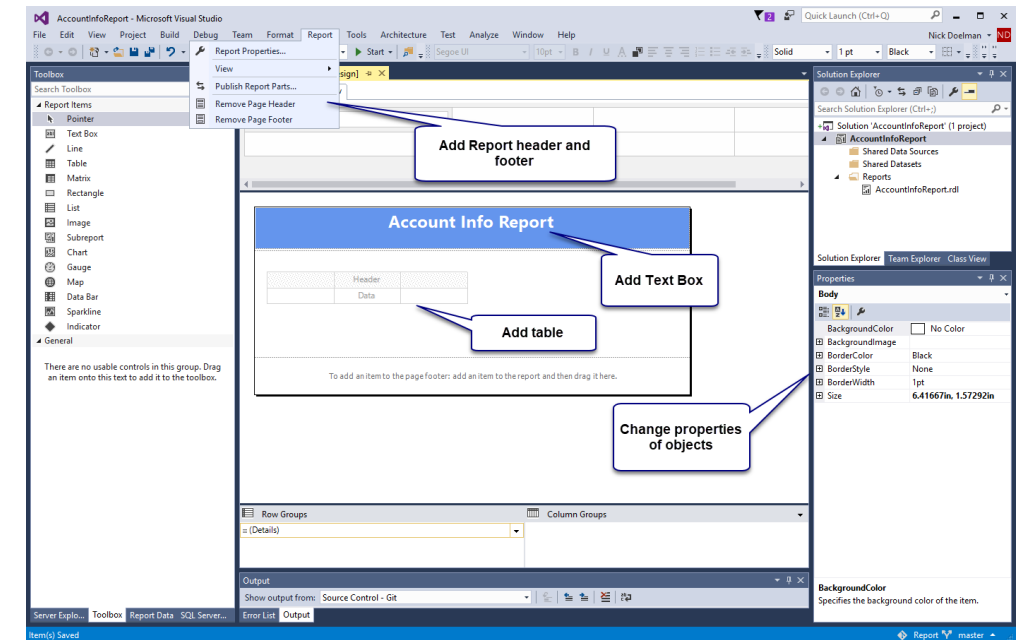 AccountInfoReport - Microsoft Visual Studio
2
Quick Launch (Ctrl+Q)
File Edit View Project Build Debug Team Format Report Tools Architecture Test Analyze Window Help
Nick Doelman ND
Start Segoe UI 10pt B I U A Solid 1 pt Black
Report Properties...
View
Publish Report Parts...
Remove Page Header
Remove Page Footer
Toolbox
Search Toolbox
Report Items
Pointer
Text Box
Line
Table
Matrix
Rectangle
List
Image
Subreport
Chart
Gauge
Map
Data Bar
Sparkline
Indicator
General
There are no usable controls in this group. Drag
an item onto this text to add it to the toolbox.
Server Explo... Toolbox Report Data SQL Server...
sign]
Add Report header and
footer
Account Info Report
Add Text Box
Header
Data
Add table
To add an item to the page footer: add an item to the report and then drag it here.
Change properties
of objects
Row Groups
Column Groups
= (Details)
Output
Show output from: Source Control - Git
Error List Output
Solution Explorer
Search Solution Explorer (Ctrl+;)
Solution 'AccountInfoReport' (1 project)
AccountInfoReport
Shared Data Sources
Shared Datasets
Reports
AccountInfoReport.rdl
Solution Explorer Team Explorer Class View
Properties
Body
BackgroundColor No Color
BackgroundImage
BorderColor Black
BorderStyle None
BorderWidth 1pt
Size 6.41667in, 1.57292in
BackgroundColor
Specifies the background color of the item.
Item(s) Saved
Report master